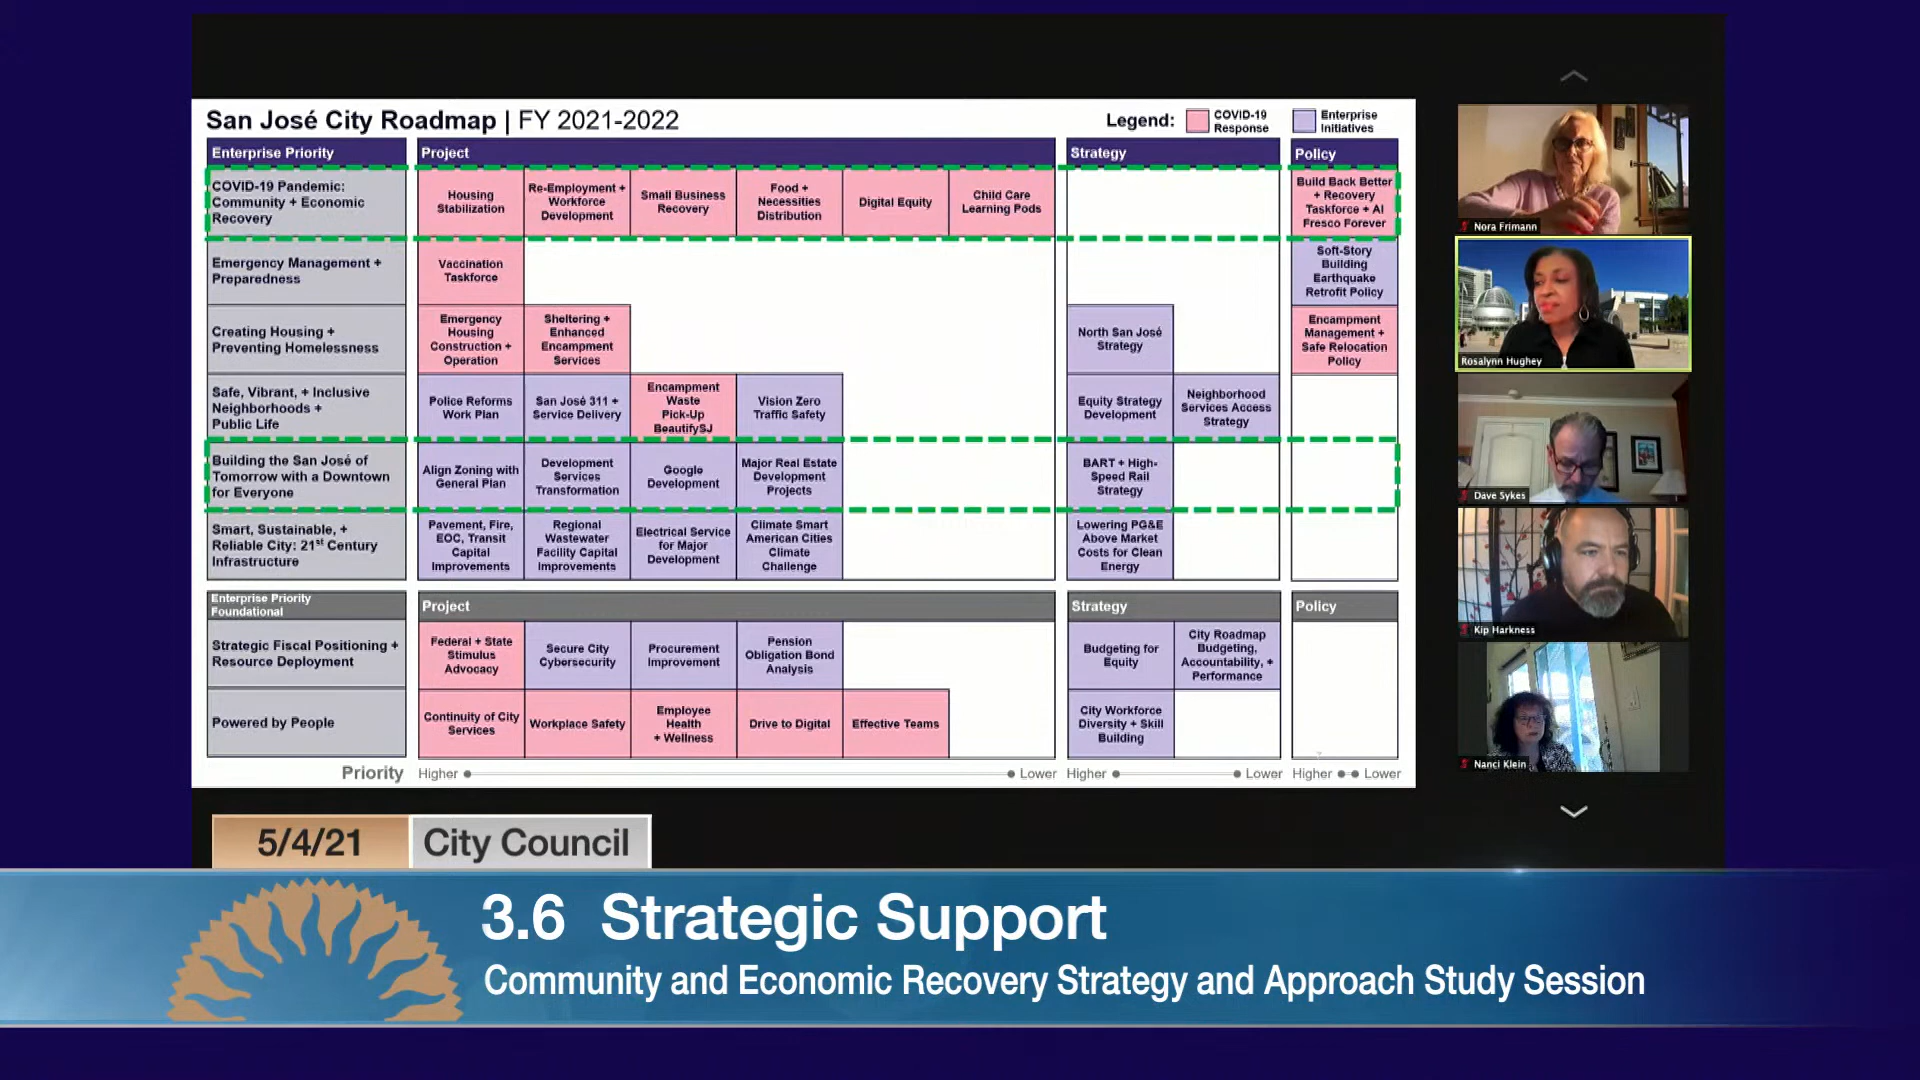 San José City Roadmap | FY 2021-2022
Legend:
COVID-19
Response
Enterprise
Initiatives
Enterprise Priority
Project
Strategy
Policy
COVID-19 Pandemic:
Community + Economic
Recovery
Housing
Stabilization
Re-Employment +
Workforce
Development
Small Business
Recovery
Food +
Necessities
Distribution
Digital Equity
Child Care
Learning Pods
Build Back Better
+ Recovery
Taskforce + Al
Fresco Forever
Emergency Management +
Preparedness
Vaccination
Taskforce
Soft-Story
Building
Earthquake
Retrofit Policy
Creating Housing +
Preventing Homelessness
Emergency
Housing
Construction +
Operation
Sheltering +
Enhanced
Encampment
Services
North San José
Strategy
Encampment
Management +
Safe Relocation
Policy
Safe, Vibrant, + Inclusive
Neighborhoods +
Public Life
Police Reforms
Work Plan
San José 311 +
Service Delivery
Encampment
Waste
Pick-Up
BeautifySJ
Vision Zero
Traffic Safety
Equity Strategy
Development
Neighborhood
Services Access
Strategy
Building the San José of
Tomorrow with a Downtown
for Everyone
Align Zoning with
General Plan
Development
Services
Transformation
Google
Development
Major Real Estate
Development
Projects
BART + High-
Speed Rail
Strategy
Smart, Sustainable, +
Reliable City: 21st Century
Infrastructure
Pavement, Fire,
EOC, Transit
Capital
Improvements
Regional
Wastewater
Facility Capital
Improvements
Electrical Service
for Major
Development
Climate Smart
American Cities
Climate
Challenge
Lowering PG&E
Above Market
Costs for Clean
Energy
Enterprise Priority
Foundational
Project
Strategy
Policy
Strategic Fiscal Positioning +
Resource Deployment
Federal + State
Stimulus
Advocacy
Secure City
Cybersecurity
Procurement
Improvement
Pension
Obligation Bond
Analysis
Budgeting for
Equity
City Roadmap
Budgeting,
Accountability, +
Performance
Powered by People
Continuity of City
Services
Workplace Safety
Employee
Health
+ Wellness
Drive to Digital
Effective Teams
City Workforce
Diversity + Skill
Building
Priority
Higher
Lower
Higher
Lower
Higher
Lower
Nora Frimann
Rosalynn Hughey
Dave Sykes
Kip Harkness
Nanci Klein
5/4/21
City Council
3.6 Strategic Support
Community and Economic Recovery Strategy and Approach Study Session